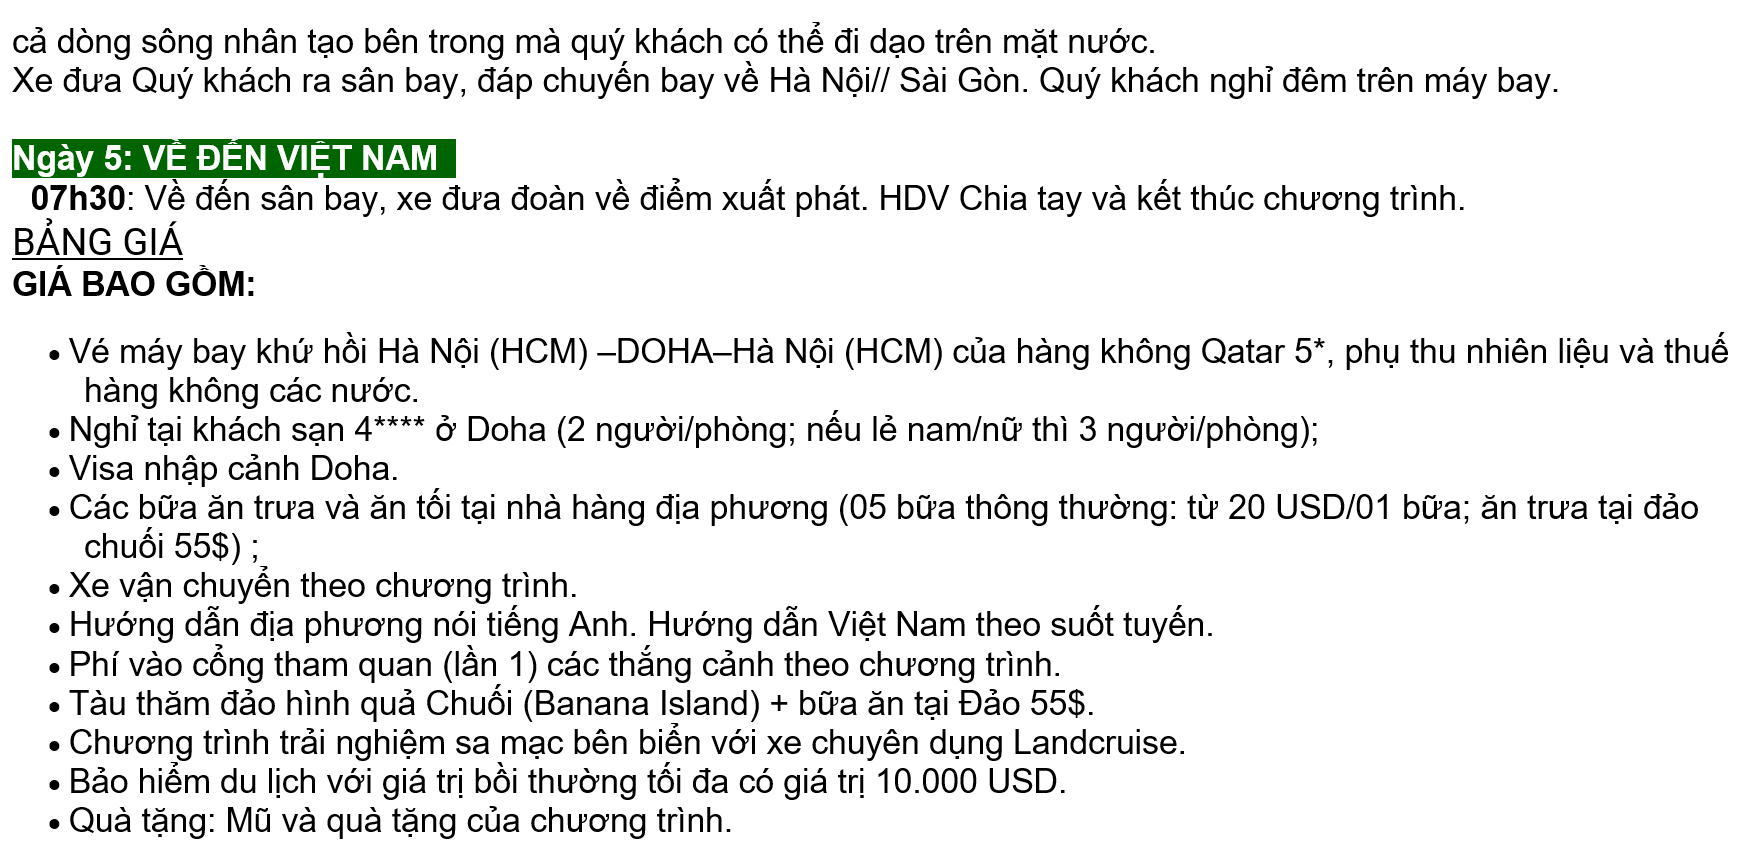 cả dòng sông nhân tạo bên trong mà quý khách có thể đi dạo trên mặt nước.
Xe đưa Quý khách ra sân bay, đáp chuyến bay về Hà Nội// Sài Gòn. Quý khách nghỉ đêm trên máy bay.
Ngày 5: VỀ ĐẾN VIỆT NAM
07h30: Về đến sân bay, xe đưa đoàn về điểm xuất phát. HDV Chia tay và kết thúc chương trình.
BẢNG GIÁ
GIÁ BAO GỒM:
• Vé máy bay khứ hồi Hà Nội (HCM) –DOHA–Hà Nội (HCM) của hàng không Qatar 5*, phụ thu nhiên liệu và thuế
hàng không các nước.
• Nghỉ tại khách sạn 4**** ở Doha (2 người/phòng; nếu lẻ nam/nữ thì 3 người/phòng);
• Visa nhập cảnh Doha.
• Các bữa ăn trưa và ăn tối tại nhà hàng địa phương (05 bữa thông thường: từ 20 USD/01 bữa; ăn trưa tại đảo
chuối 55$) ;
• Xe vận chuyển theo chương trình.
• Hướng dẫn địa phương nói tiếng Anh. Hướng dẫn Việt Nam theo suốt tuyến.
• Phí vào cổng tham quan (lần 1) các thắng cảnh theo chương trình.
• Tàu thăm đảo hình quả Chuối (Banana Island) + bữa ăn tại Đảo 55$.
• Chương trình trải nghiệm sa mạc bên biển với xe chuyên dụng Landcruise.
• Bảo hiểm du lịch với giá trị bồi thường tối đa có giá trị 10.000 USD.
• Quà tặng: Mũ và quà tặng của chương trình.